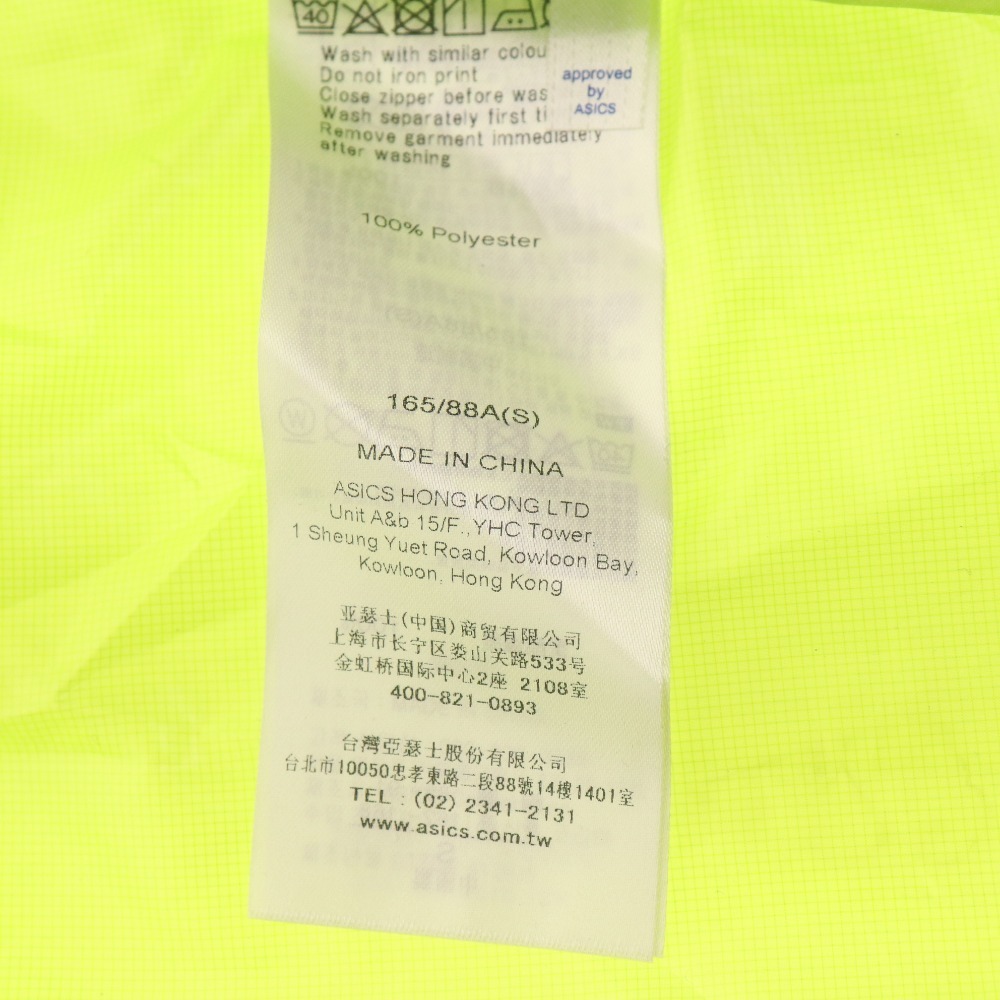 40
Wash with similar colou
Do not iron print
Close zipper before was
Wash separately first ti
Remove garment immediately
after washing
approved
by
ASICS
100% Polyester
165/88A(S)
MADE IN CHINA
ASICS HONG KONG LTD
Unit A&b 15/F.,YHC Tower,
1 Sheung Yuet Road, Kowloon Bay,
Kowloon, Hong Kong
亚瑟士(中国)商贸有限公司
上海市长宁区娄山关路533号
金虹桥国际中心2座 2108室
400-821-0893
台灣亞瑟士股份有限公司
台北市10050忠孝東路二段88號14樓1401室
TEL : (02) 2341-2131
www.asics.com.tw